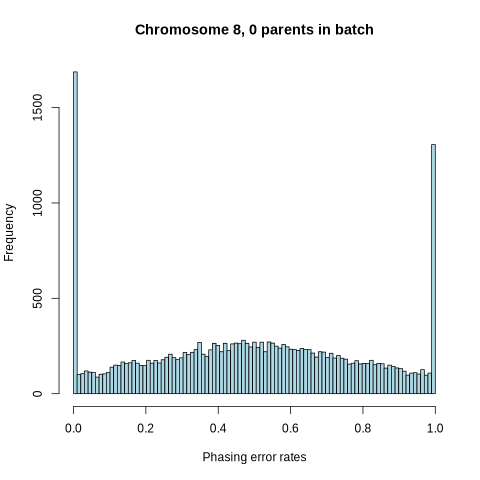 Chromosome 8, 0 parents in batch
1500
1000
500
0
Frequency
0.0 0.2 0.4 0.6 0.8 1.0
Phasing error rates